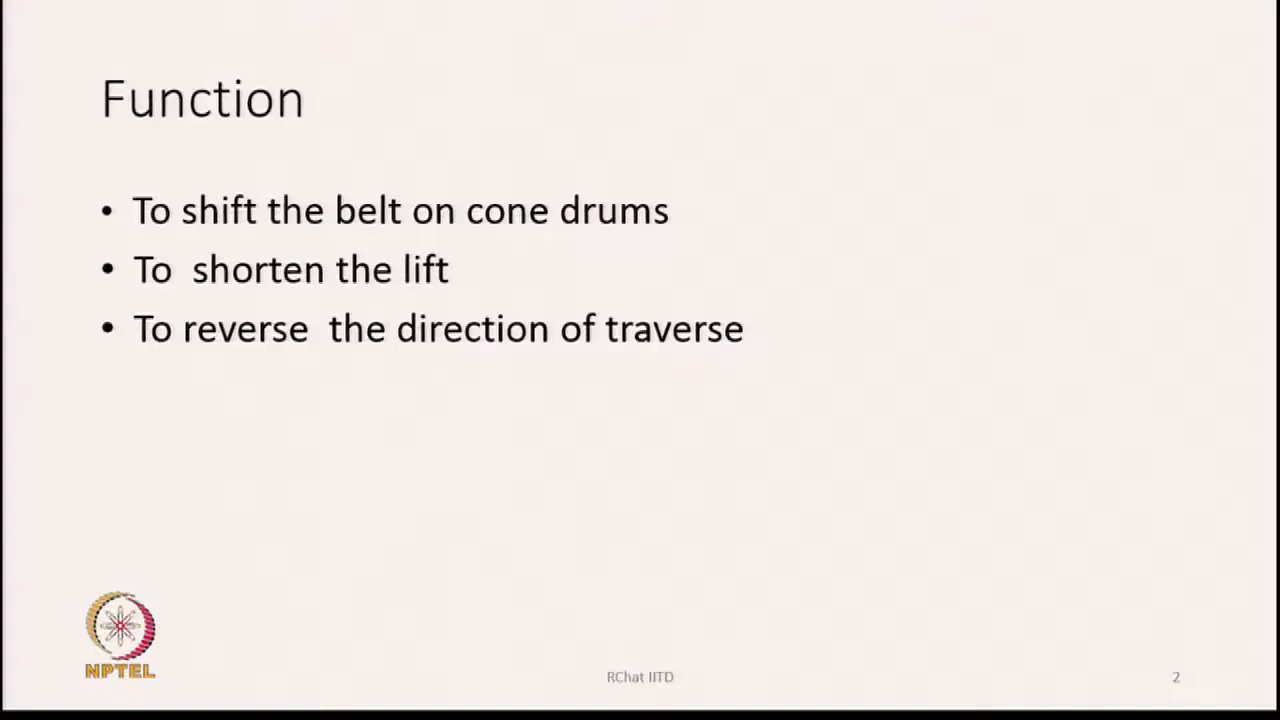 Function
• To shift the belt on cone drums
• To  shorten the lift
• To reverse  the direction of traverse
NPTEL
RChat IITD
2